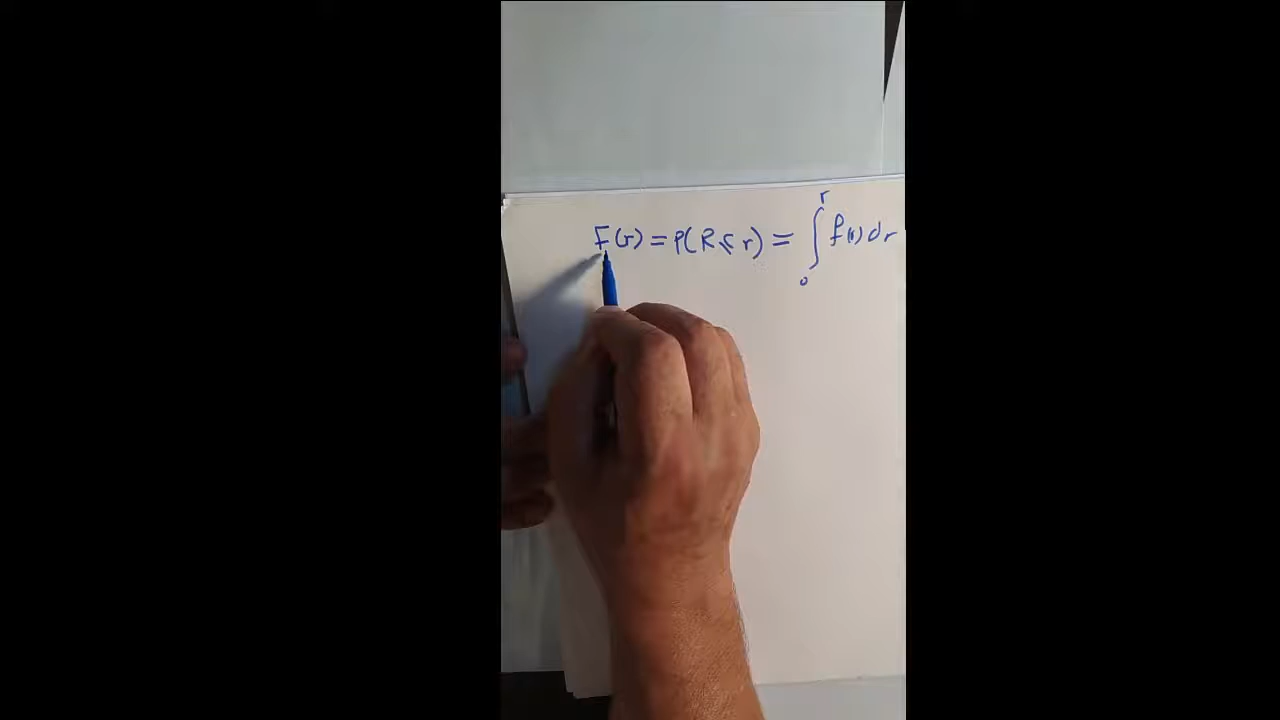 F(r) = P(R ⩽ r) = ∫₀ʳ f(r) dr